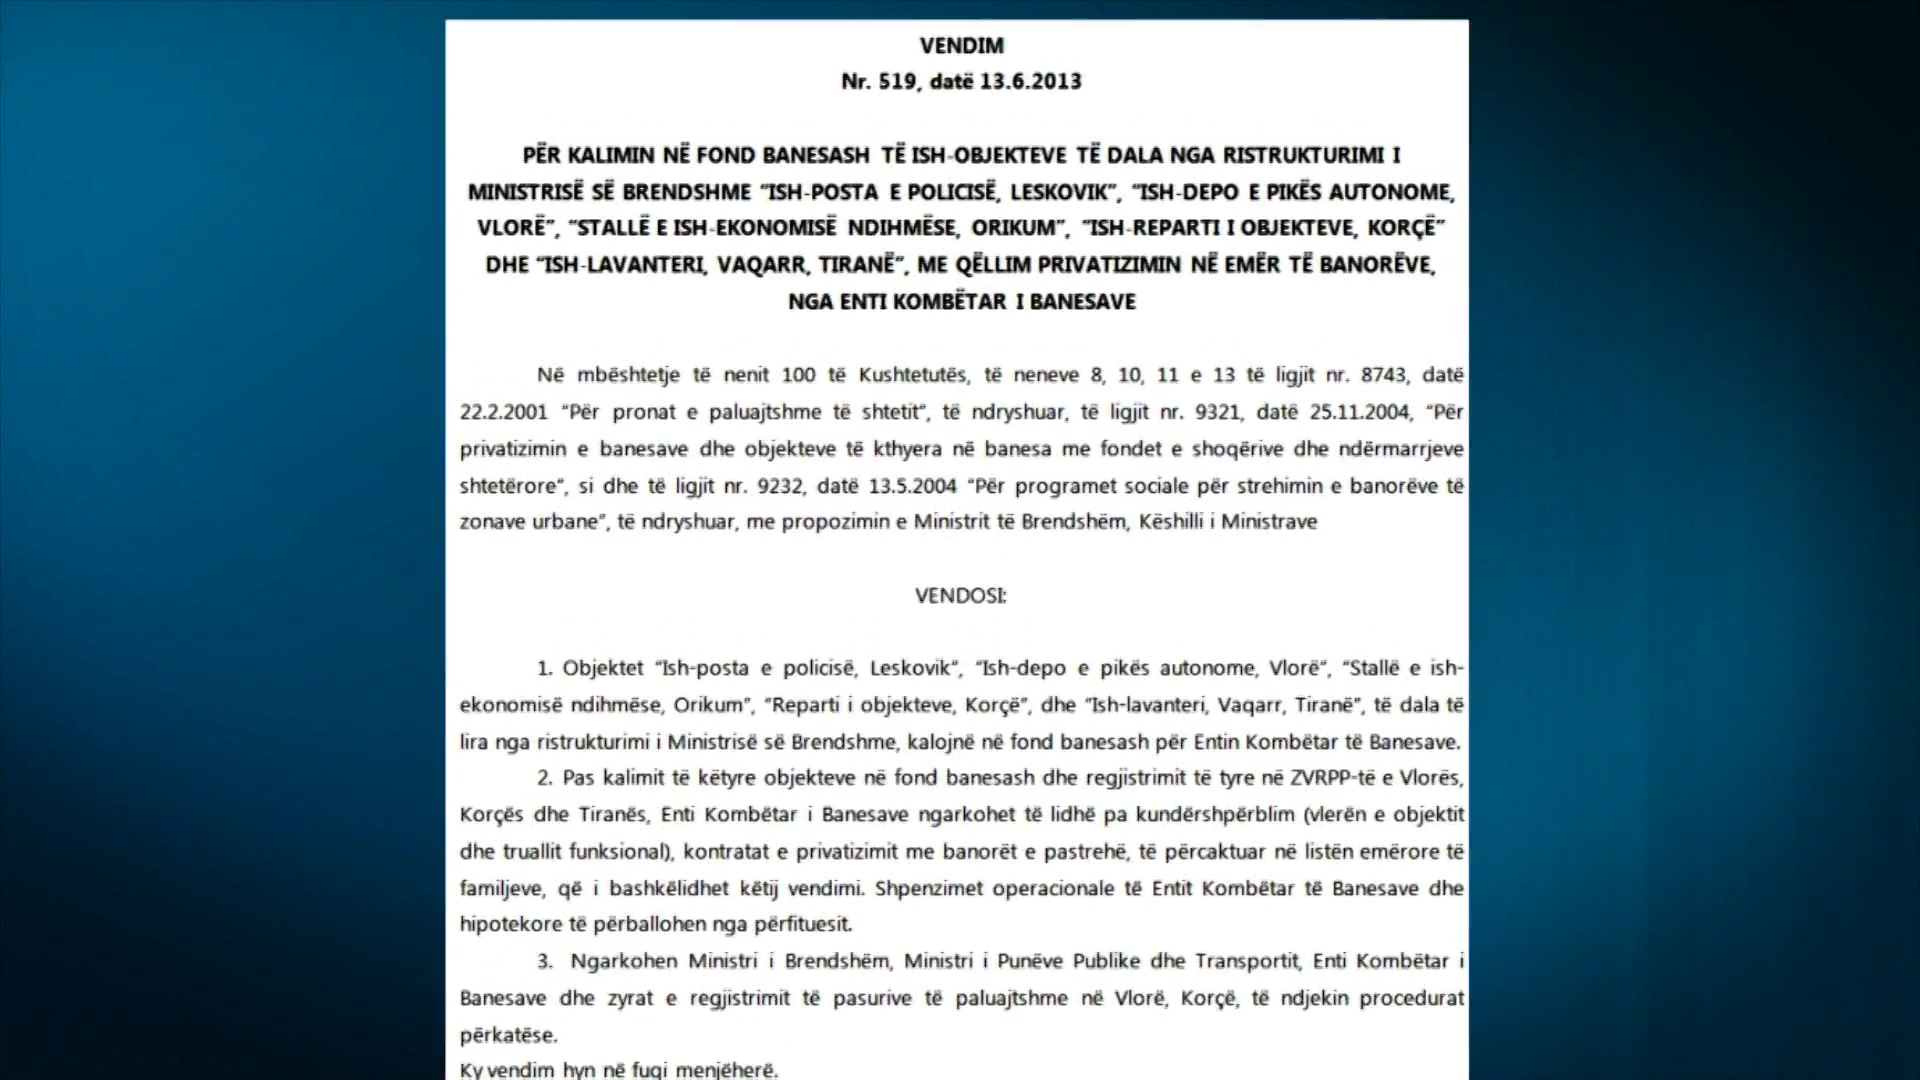 VENDIM
Nr. 519, datë 13.6.2013
PËR KALIMIN NË FOND BANESASH TË ISH-OBJEKTEVE TË DALA NGA RISTRUKTURIMI I
MINISTRISË SË BRENDSHME “ISH-POSTA E POLICISË, LESKOVIK”, “ISH-DEPO E PIKËS AUTONOME,
VLORË”, “STALLË E ISH-EKONOMISË NDIHMËSE, ORIKUM”, “ISH-REPARTI I OBJEKTEVE, KORÇË”
DHE “ISH-LAVANTERI, VAQARR, TIRANË”, ME QËLLIM PRIVATIZIMIN NË EMËR TË BANORËVE,
NGA ENTI KOMBËTAR I BANESAVE
Në mbështetje të nenit 100 të Kushtetutës, të neneve 8, 10, 11 e 13 të ligjit nr. 8743, datë
22.2.2001 “Për pronat e paluajtshme të shtetit”, të ndryshuar, të ligjit nr. 9321, datë 25.11.2004, “Për
privatizimin e banesave dhe objekteve të kthyera në banesa me fondet e shoqërive dhe ndërmarrjeve
shtetërore”, si dhe të ligjit nr. 9232, datë 13.5.2004 “Për programet sociale për strehimin e banorëve të
zonave urbane”, të ndryshuar, me propozimin e Ministrit të Brendshëm, Këshilli i Ministrave
VENDOSI:
1. Objektet “Ish-posta e policisë, Leskovik”, “Ish-depo e pikës autonome, Vlorë”, “Stallë e ish-
ekonomisë ndihmëse, Orikum”, “Reparti i objekteve, Korçë”, dhe “Ish-lavanteri, Vaqarr, Tiranë”, të dala të
lira nga ristrukturimi i Ministrisë së Brendshme, kalojnë në fond banesash për Entin Kombëtar të Banesave.
2. Pas kalimit të këtyre objekteve në fond banesash dhe regjistrimit të tyre në ZVRPP-të e Vlorës,
Korçës dhe Tiranës, Enti Kombëtar i Banesave ngarkohet të lidhë pa kundërshpërblim (vlerën e objektit
dhe truallit funksional), kontratat e privatizimit me banorët e pastrehë, të përcaktuar në listën emërore të
familjeve, që i bashkëlidhet këtij vendimi. Shpenzimet operacionale të Entit Kombëtar të Banesave dhe
hipotekore të përballohen nga përfituesit.
3. Ngarkohen Ministri i Brendshëm, Ministri i Punëve Publike dhe Transportit, Enti Kombëtar i
Banesave dhe zyrat e regjistrimit të pasurive të paluajtshme në Vlorë, Korçë, të ndjekin procedurat
përkatëse.
Ky vendim hyn në fuqi menjëherë.